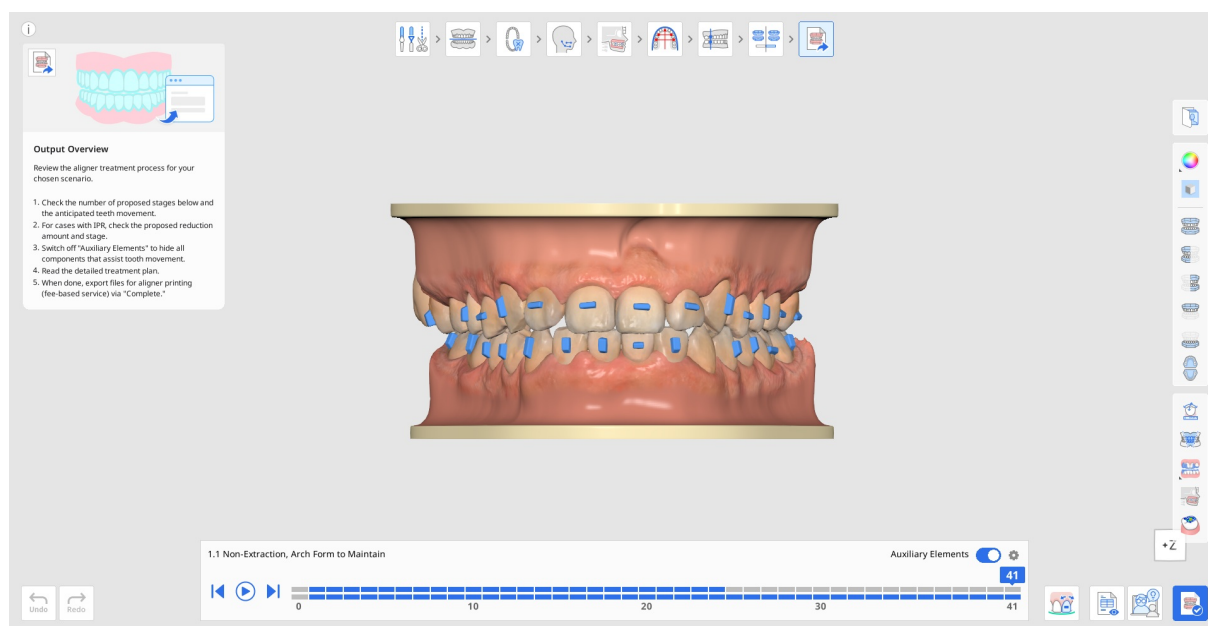 i
Output Overview
Review the aligner treatment process for your
chosen scenario.
1. Check the number of proposed stages below and
the anticipated teeth movement.
2. For cases with IPR, check the proposed reduction
amount and stage.
3. Switch off "Auxiliary Elements" to hide all
components that assist tooth movement.
4. Read the detailed treatment plan.
5. When done, export files for aligner printing
(fee-based service) via "Complete."
+Z
1.1 Non-Extraction, Arch Form to Maintain
Auxiliary Elements
41
0 10 20 30 41
Undo Redo